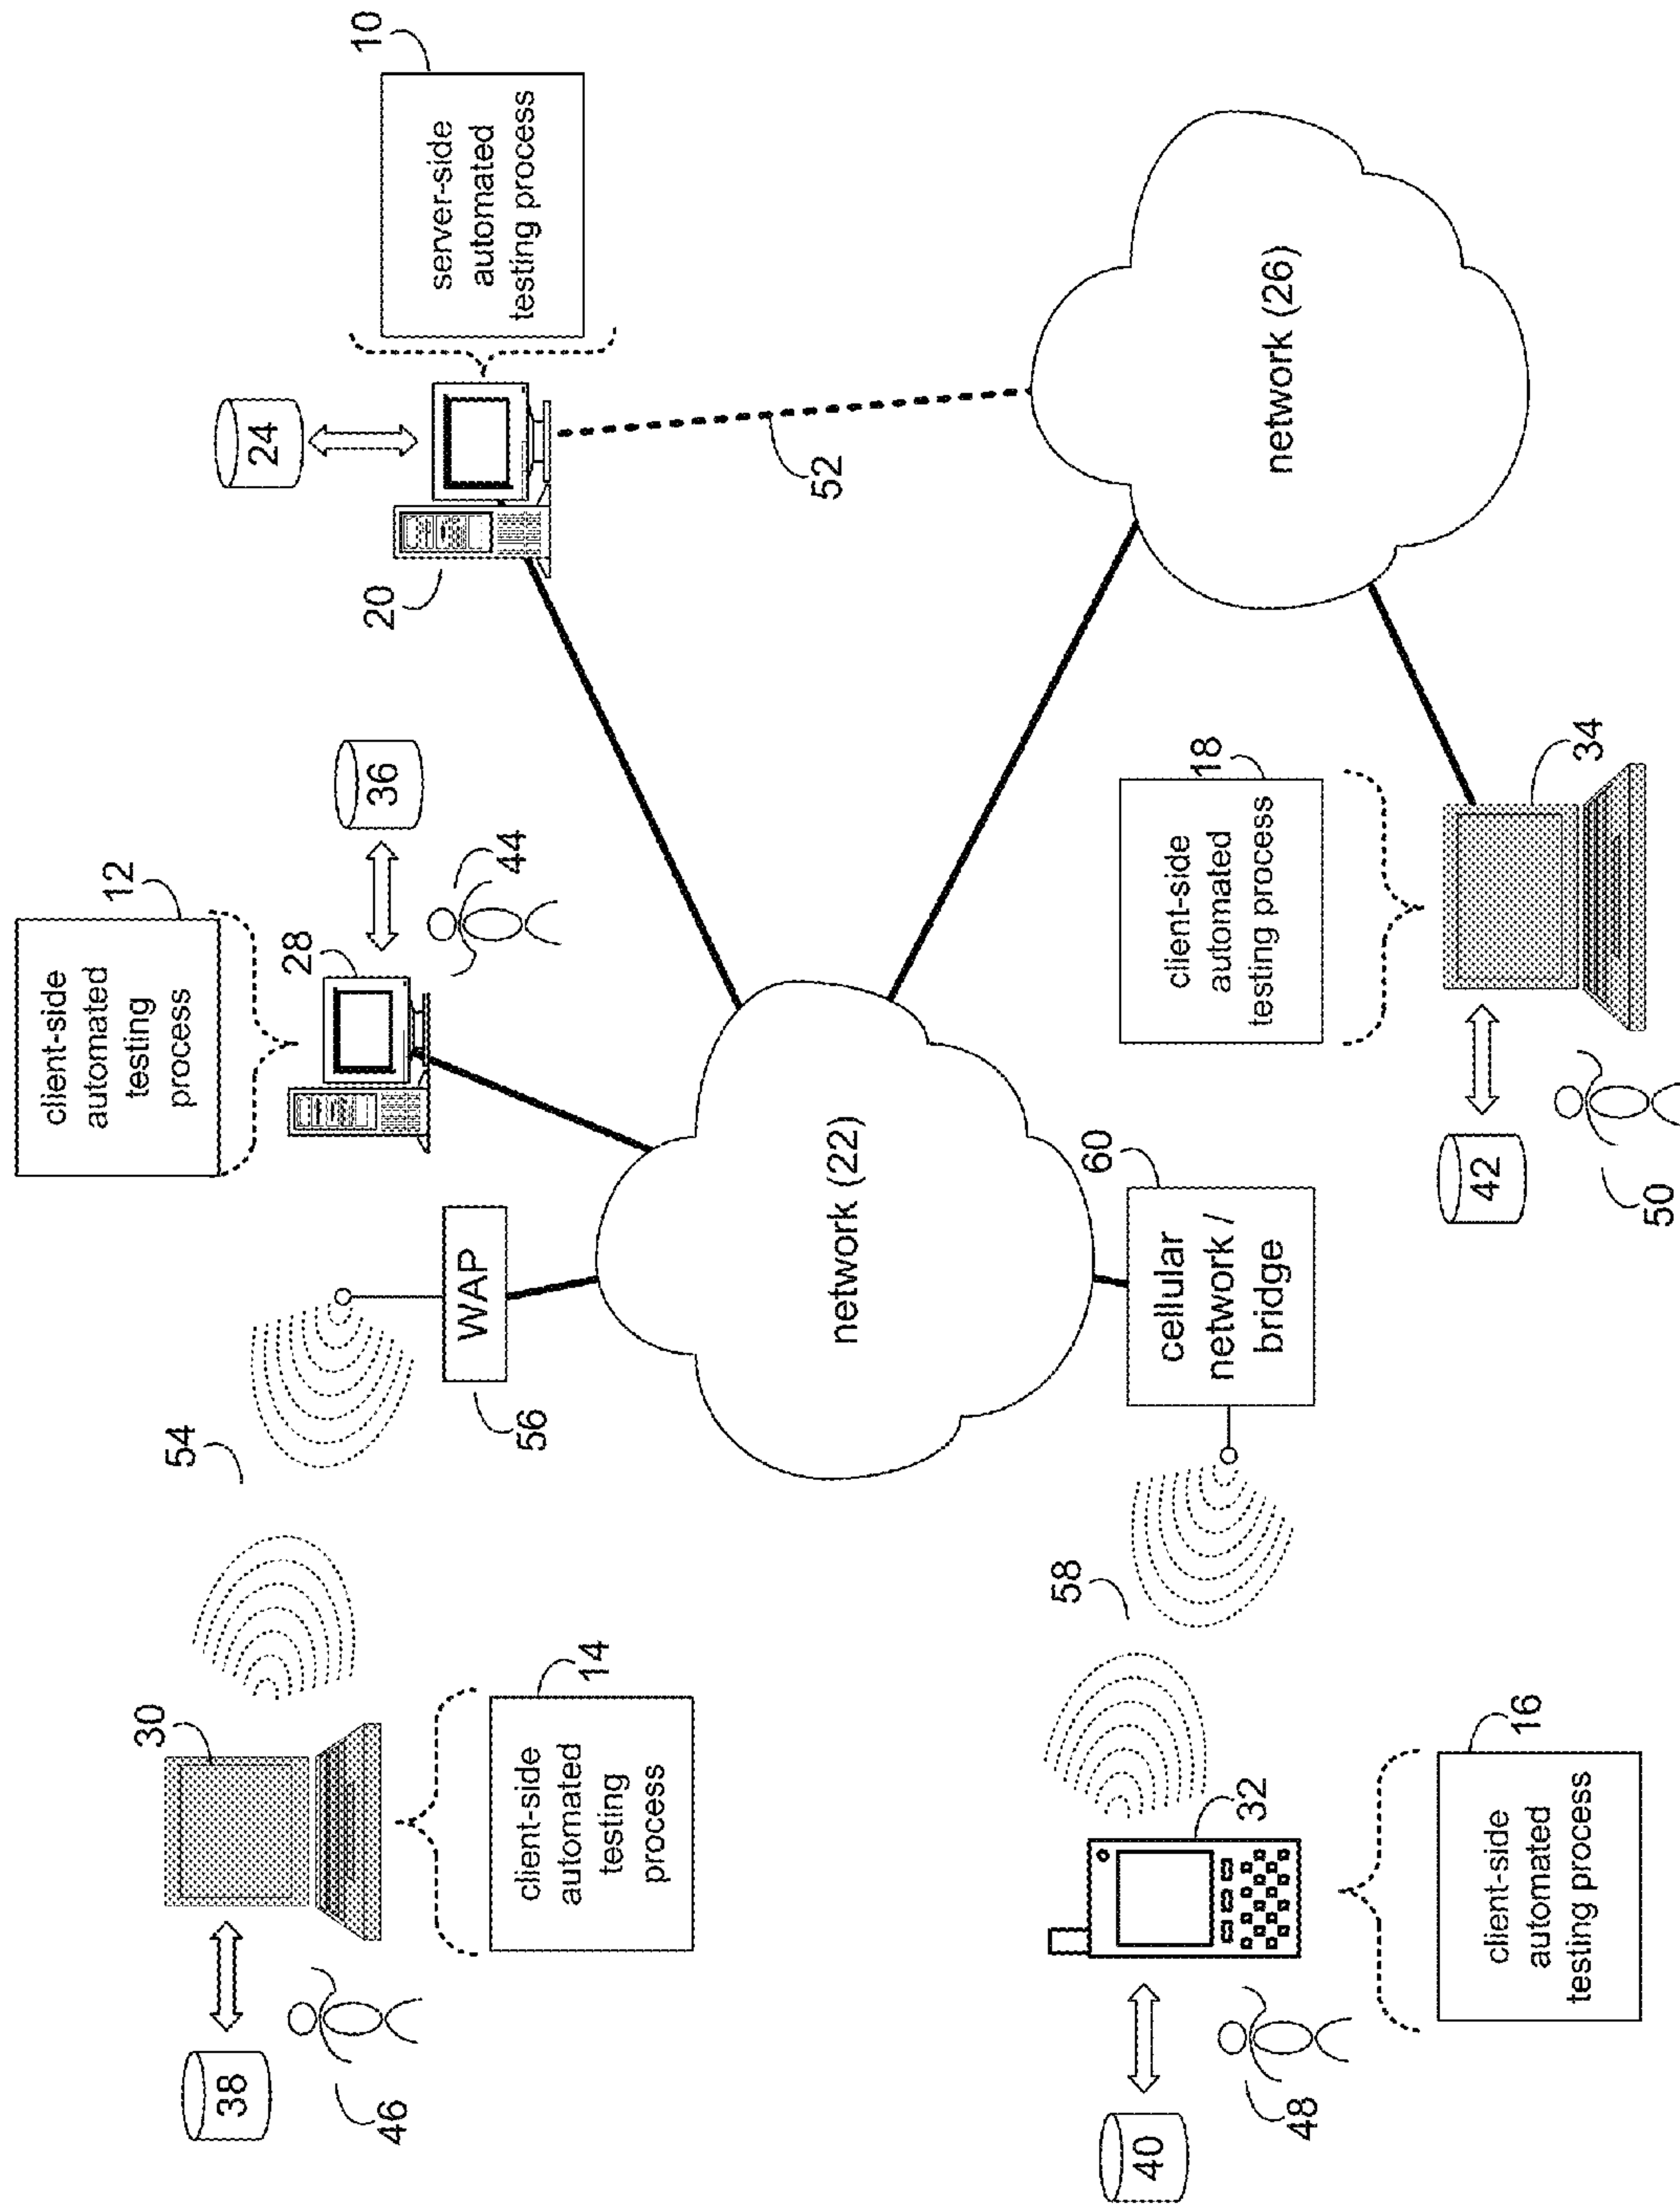 38
46
30
client-side
automated
testing
process
14
54
56
WAP
client-side
automated
testing
process
12
28
36
44
24
20
server-side
automated
testing process
10
52
network (22)
network (26)
40
48
32
client-side
automated
testing process
16
58
cellular
network /
bridge
60
client-side
automated
testing process
18
42
50
34